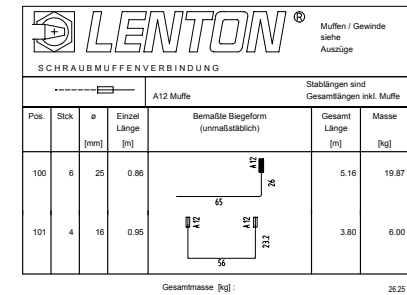 LENTON®
SCHRAUBMUFFENVERBINDUNG
Muffen / Gewinde
siehe
Auszüge
A12 Muffe
Stablängen sind
Gesamtlängen inkl. Muffe
Pos. Stck ø Einzel Länge Bemaßte Biegeform Gesamt Länge Masse
[mm] [m] (unmaßstäblich) [m] [kg]
100 6 25 0.86 A12 26 65 5.16 19.87
101 4 16 0.95 A12 A12 23.2 56 3.80 6.00
Gesamtmasse [kg] : 26.25